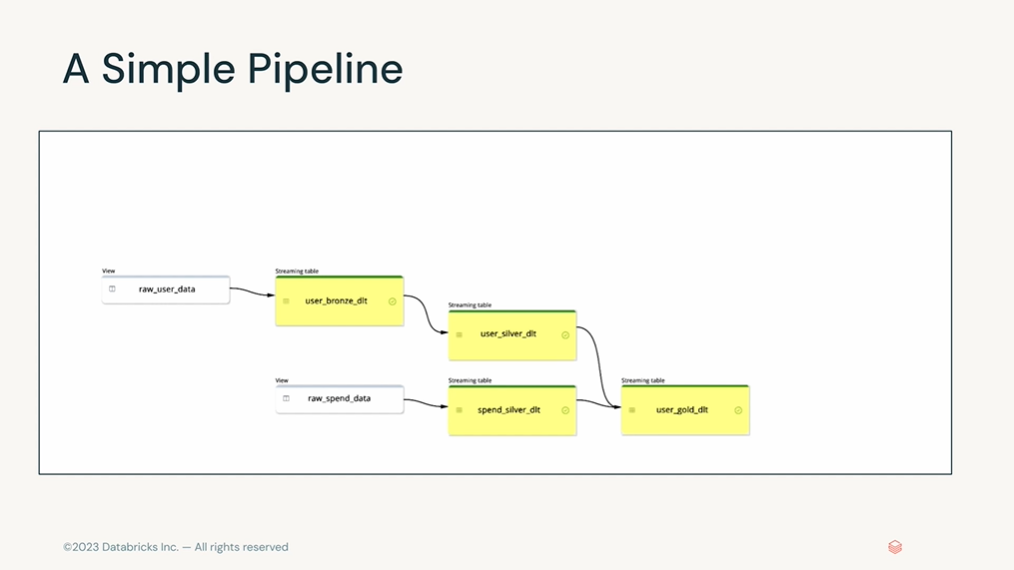 A Simple Pipeline
View
raw_user_data
Streaming table
user_bronze_dlt
Streaming table
user_silver_dlt
View
raw_spend_data
Streaming table
spend_silver_dlt
Streaming table
user_gold_dlt
©2023 Databricks Inc. — All rights reserved